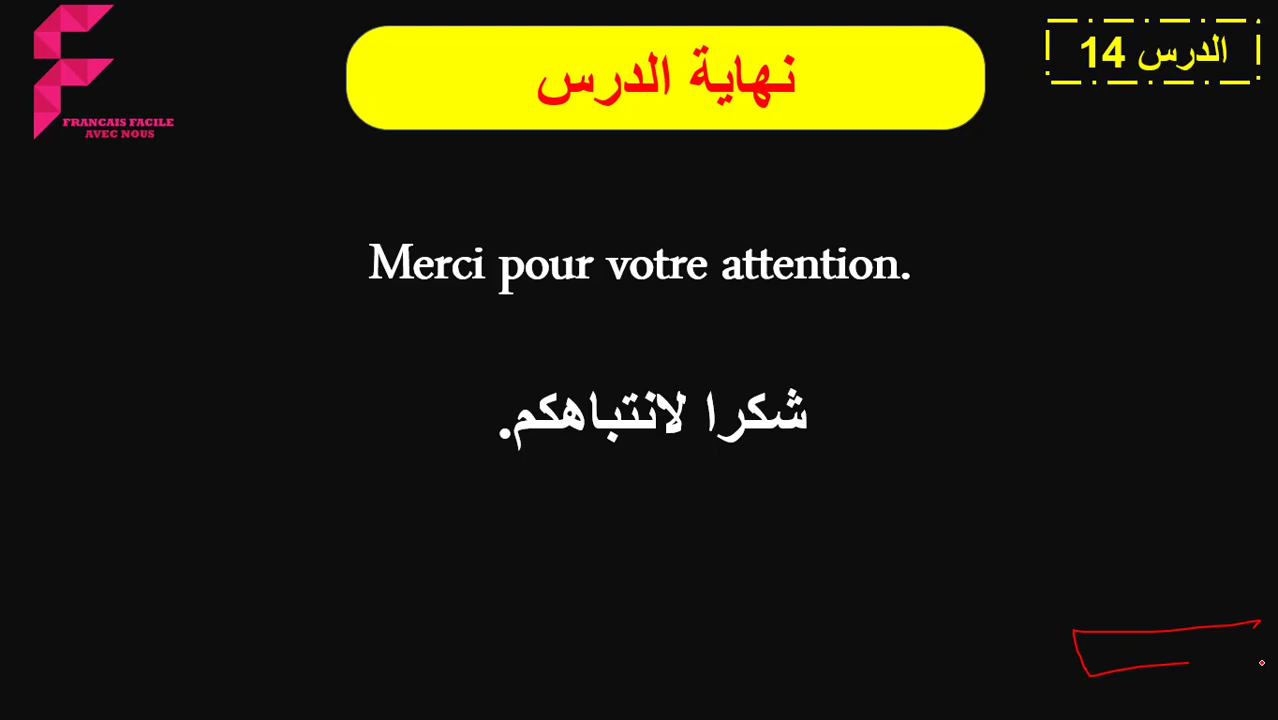 FRANCAIS FACILE
AVEC NOUS
نهاية الدرس
الدرس 14
Merci pour votre attention.
شكرا لانتباهكم.